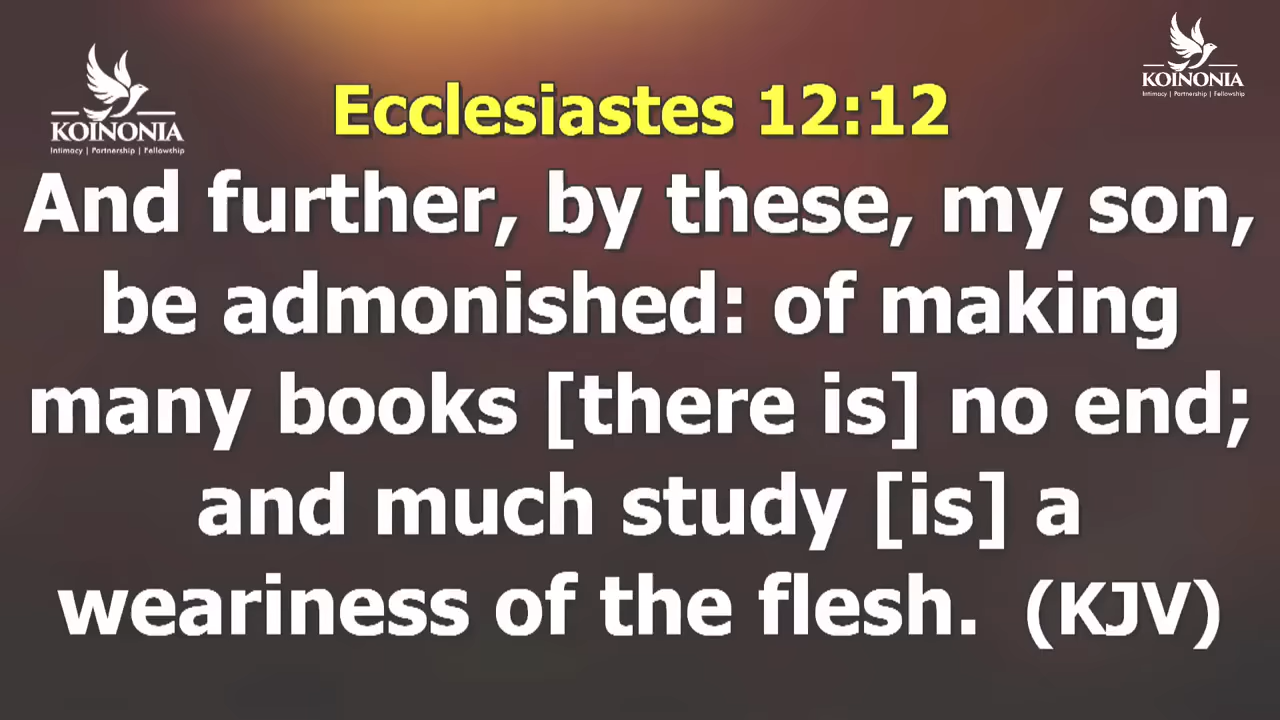 KOINONIA
Intimacy | Partnership | Fellowship
KOINONIA
Intimacy | Partnership | Fellowship
Ecclesiastes 12:12
And further, by these, my son,
be admonished: of making
many books [there is] no end;
and much study [is] a
weariness of the flesh. (KJV)